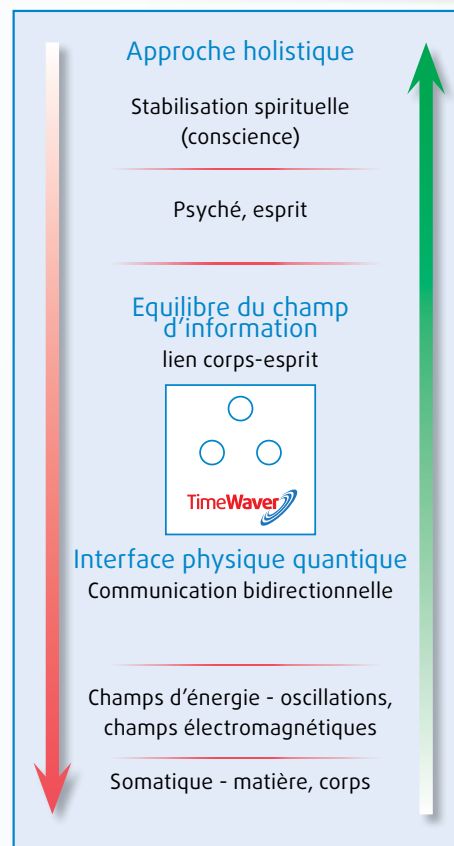 Approche holistique
Stabilisation spirituelle
(conscience)
Psyché, esprit
Equilibre du champ
d'information
lien corps-esprit
TimeWaver
Interface physique quantique
Communication bidirectionnelle
Champs d'énergie - oscillations,
champs électromagnétiques
Somatique - matière, corps